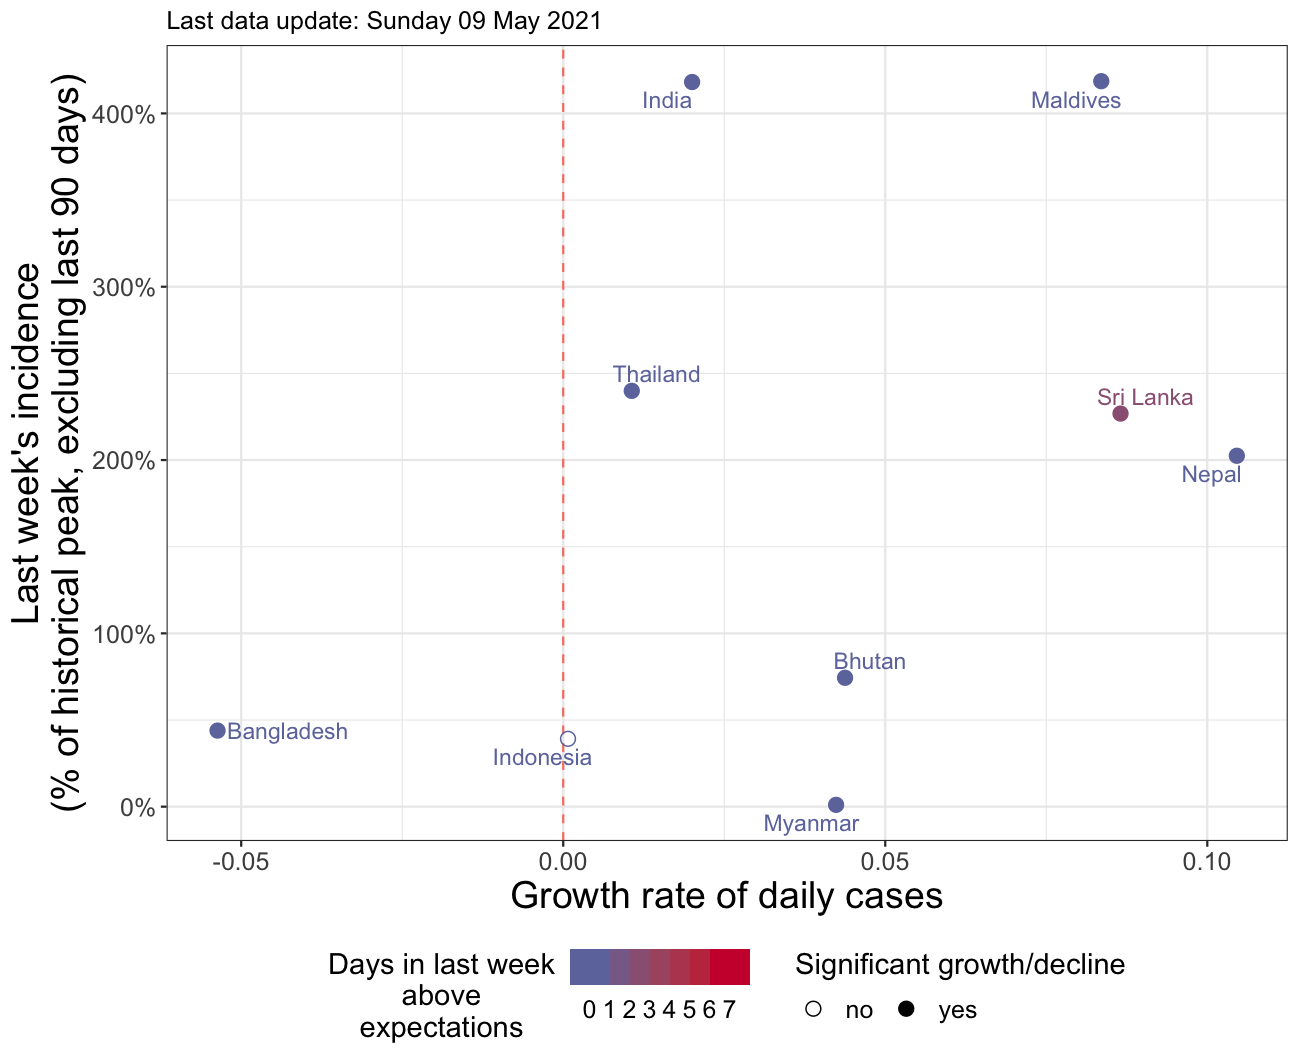 Last data update: Sunday 09 May 2021
Last week's incidence
(% of historical peak, excluding last 90 days)
400%
300%
200%
100%
0%
India
Maldives
Thailand
Sri Lanka
Nepal
Bhutan
Bangladesh
Indonesia
Myanmar
-0.05
0.00
0.05
0.10
Growth rate of daily cases
Days in last week
above
expectations
0 1 2 3 4 5 6 7
Significant growth/decline
no
yes